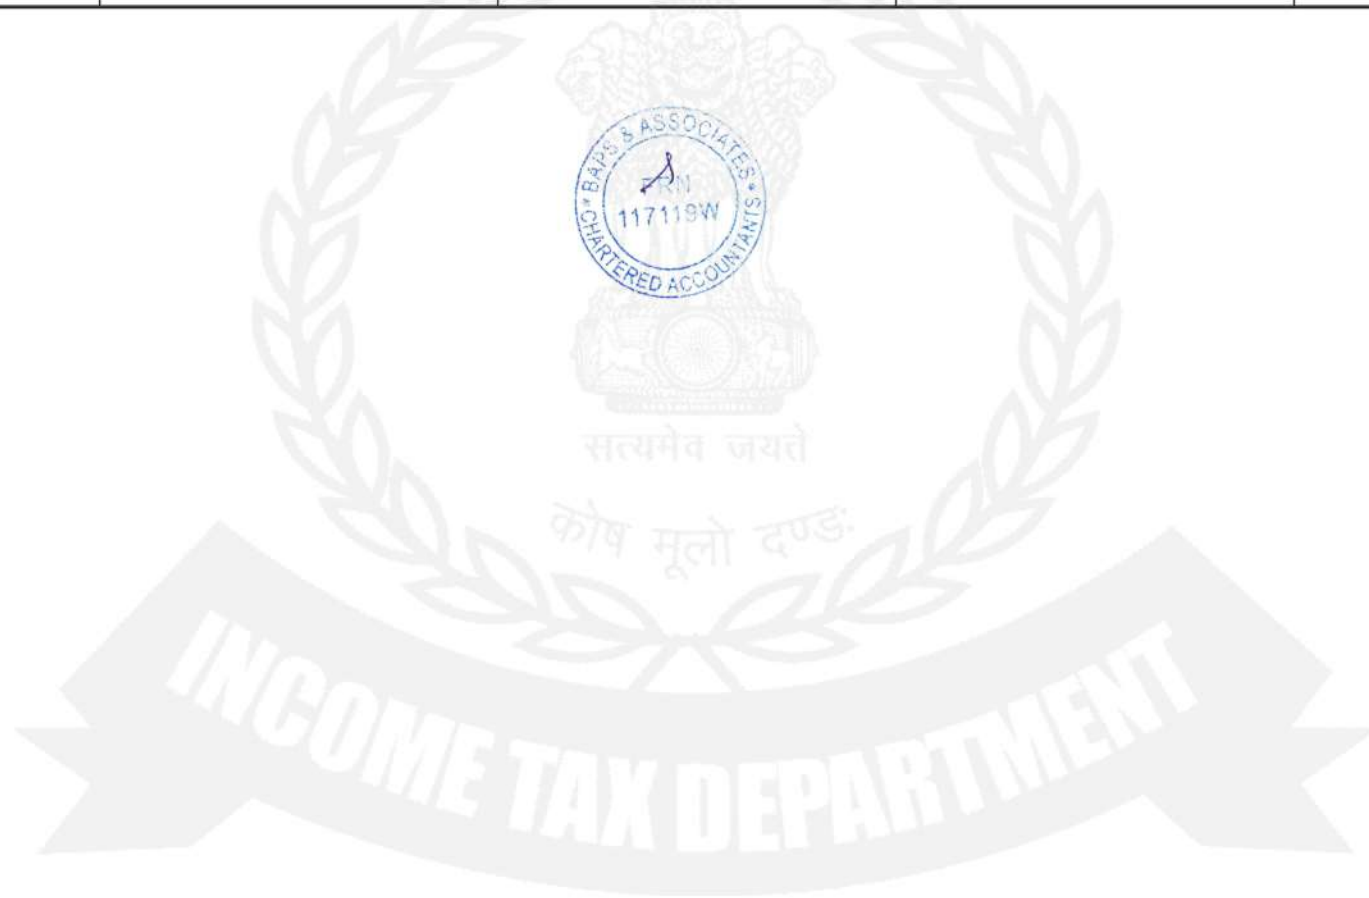 BAPS & ASSOCIATES
FRN
117119W
* CHARTERED ACCOUNTANTS *
सत्यमेव जयते
कोष मूलो दण्डः
INCOME TAX DEPARTMENT